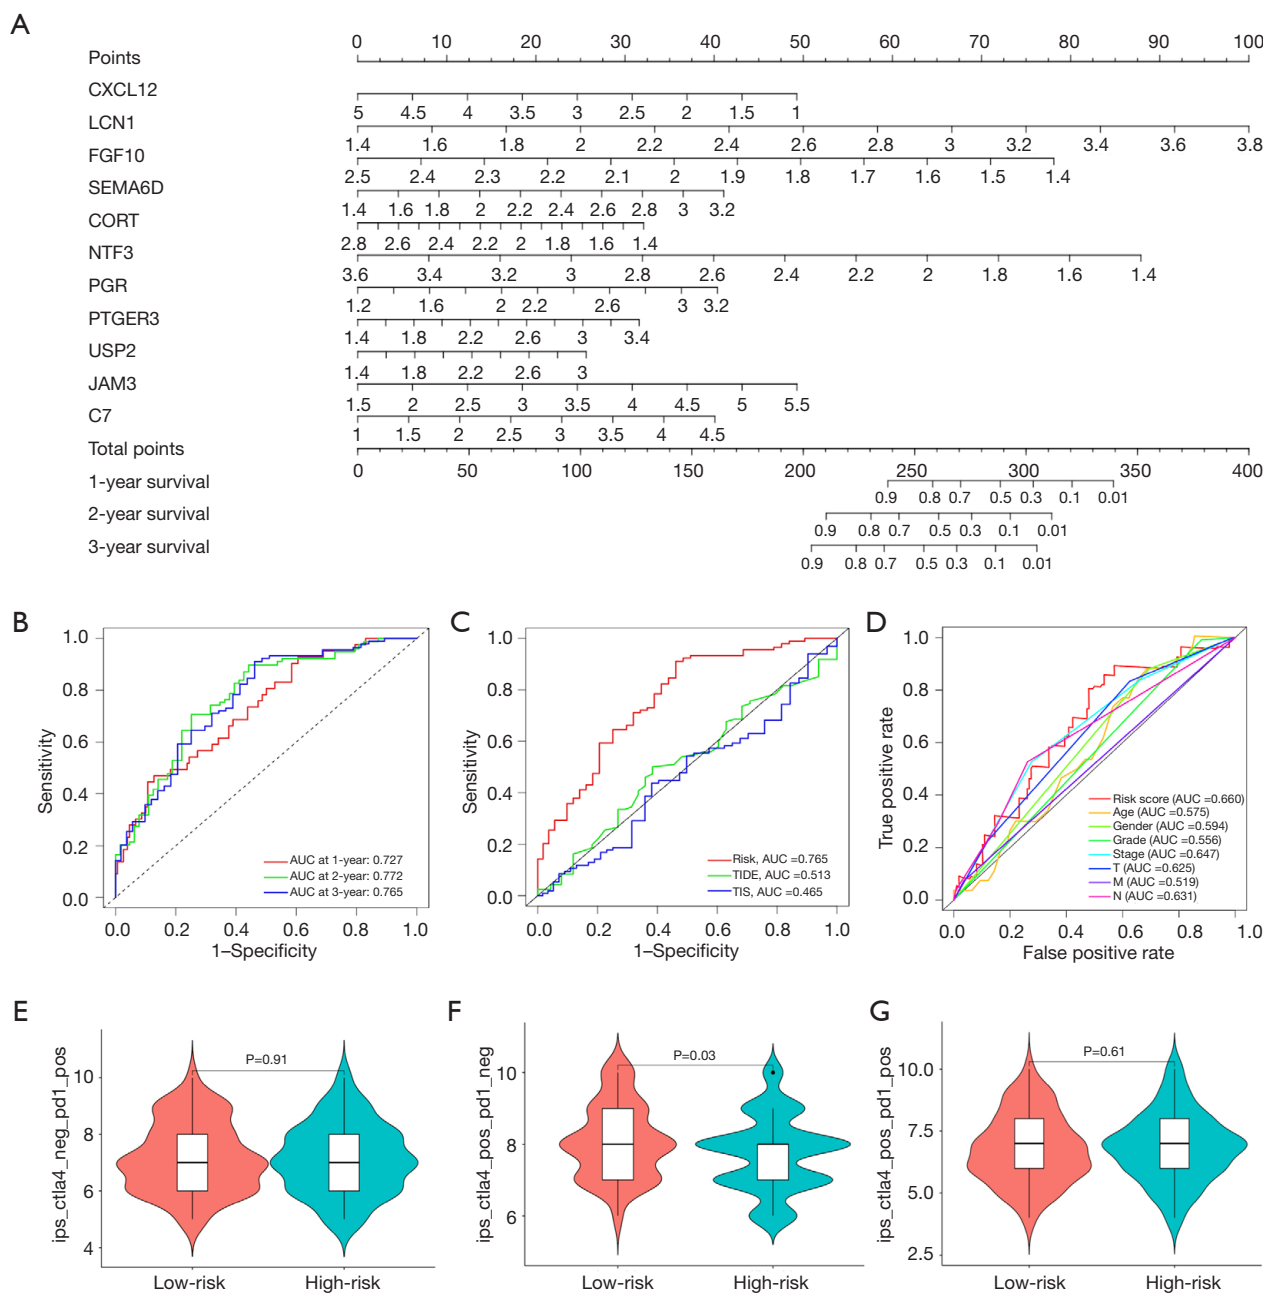 A
Points
0 10 20 30 40 50 60 70 80 90 100
CXCL12
5 4.5 4 3.5 3 2.5 2 1.5 1
LCN1
1.4 1.6 1.8 2 2.2 2.4 2.6 2.8 3 3.2 3.4 3.6 3.8
FGF10
2.5 2.4 2.3 2.2 2.1 2 1.9 1.8 1.7 1.6 1.5 1.4
SEMA6D
1.4 1.6 1.8 2 2.2 2.4 2.6 2.8 3 3.2
CORT
2.8 2.6 2.4 2.2 2 1.8 1.6 1.4
NTF3
3.6 3.4 3.2 3 2.8 2.6 2.4 2.2 2 1.8 1.6 1.4
PGR
1.2 1.6 2 2.2 2.6 3 3.2
PTGER3
1.4 1.8 2.2 2.6 3 3.4
USP2
1.4 1.8 2.2 2.6 3
JAM3
1.5 2 2.5 3 3.5 4 4.5 5 5.5
C7
1 1.5 2 2.5 3 3.5 4 4.5
Total points
0 50 100 150 200 250 300 350 400
1-year survival
0.9 0.8 0.7 0.5 0.3 0.1 0.01
2-year survival
0.9 0.8 0.7 0.5 0.3 0.1 0.01
3-year survival
0.9 0.8 0.7 0.5 0.3 0.1 0.01
B
Sensitivity
1.0
0.8
0.6
0.4
0.2
0.0
AUC at 1-year: 0.727
AUC at 2-year: 0.772
AUC at 3-year: 0.765
0.0 0.2 0.4 0.6 0.8 1.0
1–Specificity
C
Sensitivity
1.0
0.8
0.6
0.4
0.2
0.0
Risk, AUC =0.765
TIDE, AUC =0.513
TIS, AUC =0.465
0.0 0.2 0.4 0.6 0.8 1.0
1–Specificity
D
True positive rate
1.0
0.8
0.6
0.4
0.2
0.0
Risk score (AUC =0.660)
Age (AUC =0.575)
Gender (AUC =0.594)
Grade (AUC =0.556)
Stage (AUC =0.647)
T (AUC =0.625)
M (AUC =0.519)
N (AUC =0.631)
0.0 0.2 0.4 0.6 0.8 1.0
False positive rate
E
ips_ctla4_neg_pd1_pos
10
8
6
4
P=0.91
Low-risk High-risk
F
ips_ctla4_pos_pd1_neg
10
8
6
P=0.03
Low-risk High-risk
G
ips_ctla4_pos_pd1_pos
10.0
7.5
5.0
2.5
P=0.61
Low-risk High-risk